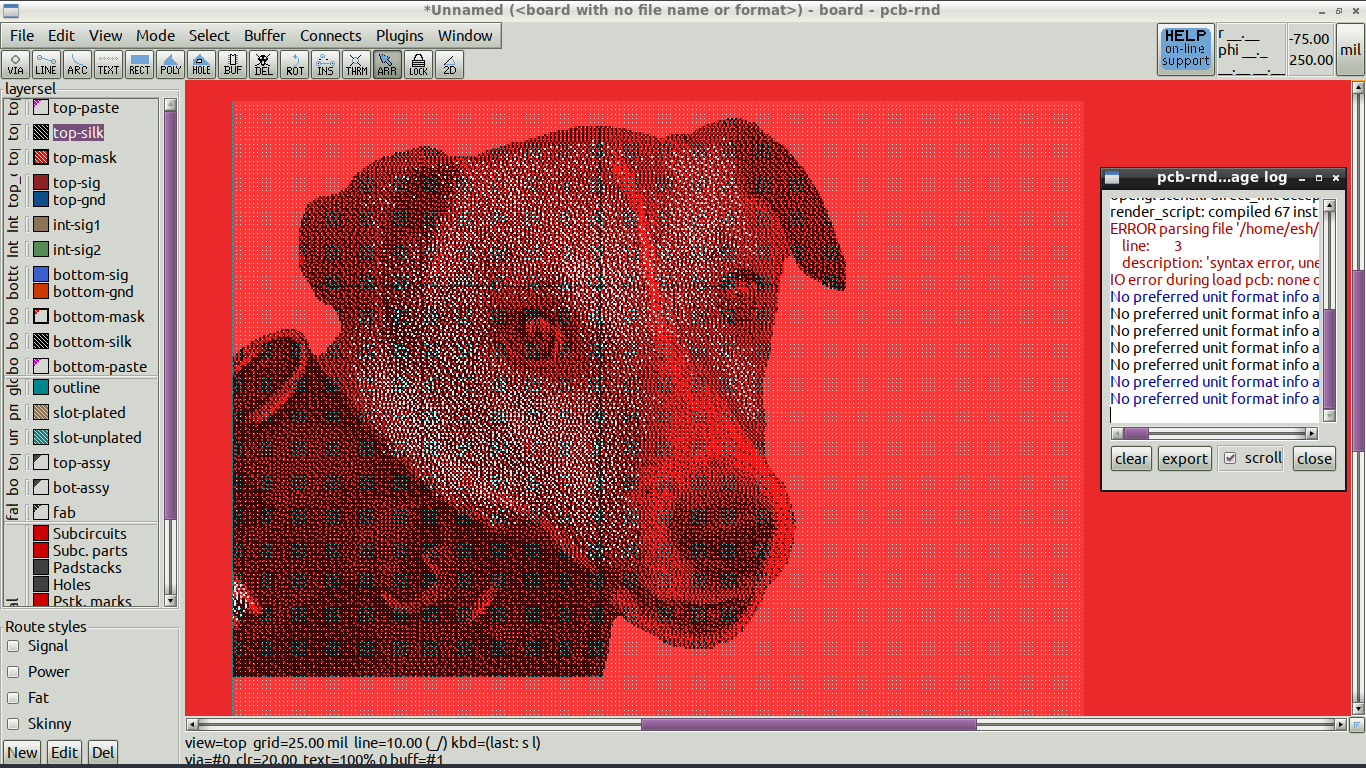 *Unnamed (<board with no file name or format>) - board - pcb-rnd
File Edit View Mode Select Buffer Connects Plugins Window
HELP
on-line
support
r __.__
phi __._
__.__ __.__
-75.00
250.00
mil
VIA LINE ARC TEXT RECT POLY HOLE BUF DEL ROT INS THRM ARR LOCK 2D
layersel
top-paste
top-silk
top-mask
top-sig
top-gnd
int-sig1
int-sig2
bottom-sig
bottom-gnd
bottom-mask
bottom-silk
bottom-paste
outline
slot-plated
slot-unplated
top-assy
bot-assy
fab
Subcircuits
Subc. parts
Padstacks
Holes
Pstk. marks
Route styles
Signal
Power
Fat
Skinny
New Edit Del
pcb-rnd...age log
render_script: compiled 67 inst
ERROR parsing file '/home/esh/
line: 3
description: 'syntax error, une
IO error during load pcb: none o
No preferred unit format info a
No preferred unit format info a
No preferred unit format info a
No preferred unit format info a
No preferred unit format info a
No preferred unit format info a
No preferred unit format info a
clear export scroll close
view=top grid=25.00 mil line=10.00 (_/) kbd=(last: s l)
via=#0 clr=20.00 text=100% 0 buff=#1